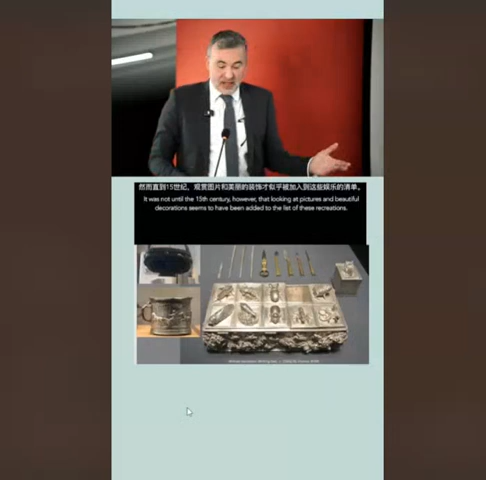 然而直到15世纪，观赏图片和美丽的装饰才似乎被加入到这些娱乐的清单。
It was not until the 15th century, however, that looking at pictures and beautiful
decorations seems to have been added to the list of these recreations.